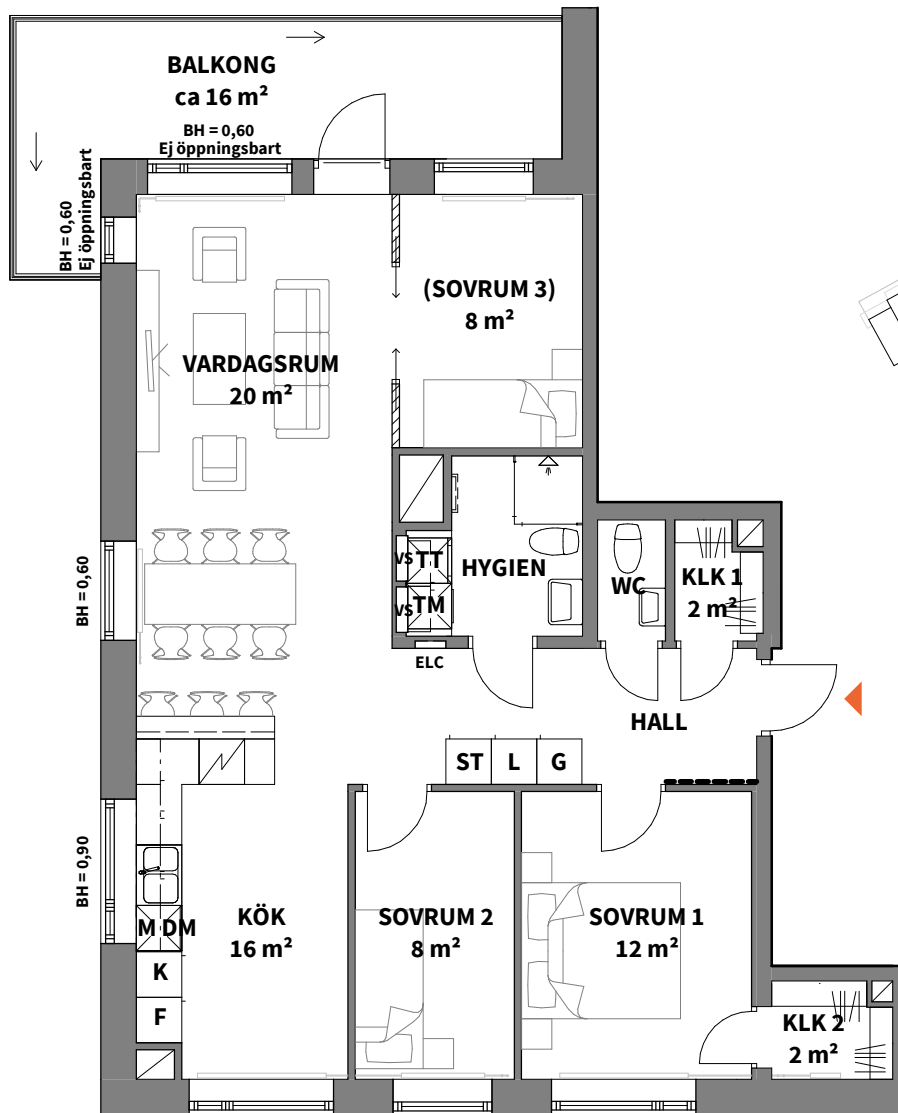 BALKONG
ca 16 m²
BH = 0,60
Ej öppningsbart
BH = 0,60
Ej öppningsbart
(SOVRUM 3)
8 m²
VARDAGSRUM
20 m²
VS TT
HYGIEN
WC
KLK 1
2 m²
VS TM
BH = 0,60
ELC
HALL
ST L G
BH = 0,90
M DM
KÖK
16 m²
SOVRUM 2
8 m²
SOVRUM 1
12 m²
K
F
KLK 2
2 m²